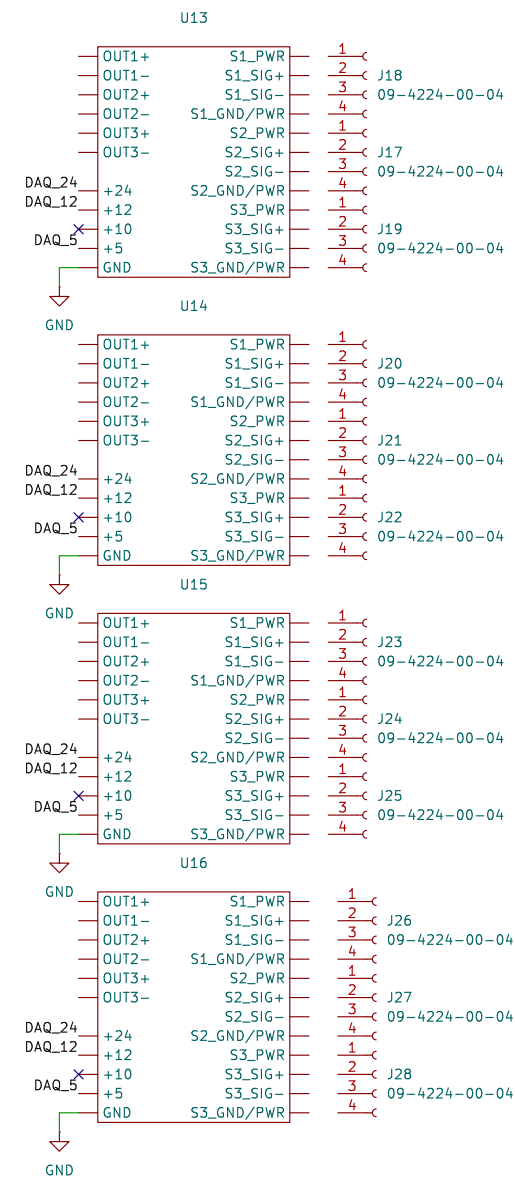 U13
OUT1+ S1_PWR 1
OUT1- S1_SIG+ 2 J18
OUT2+ S1_SIG- 3 09-4224-00-04
OUT2- S1_GND/PWR 4
OUT3+ S2_PWR 1
OUT3- S2_SIG+ 2 J17
S2_SIG- 3 09-4224-00-04
DAQ_24 +24 S2_GND/PWR 4
DAQ_12 +12 S3_PWR 1
+10 S3_SIG+ 2 J19
DAQ_5 +5 S3_SIG- 3 09-4224-00-04
GND S3_GND/PWR 4
GND
U14
OUT1+ S1_PWR 1
OUT1- S1_SIG+ 2 J20
OUT2+ S1_SIG- 3 09-4224-00-04
OUT2- S1_GND/PWR 4
OUT3+ S2_PWR 1
OUT3- S2_SIG+ 2 J21
S2_SIG- 3 09-4224-00-04
DAQ_24 +24 S2_GND/PWR 4
DAQ_12 +12 S3_PWR 1
+10 S3_SIG+ 2 J22
DAQ_5 +5 S3_SIG- 3 09-4224-00-04
GND S3_GND/PWR 4
U15
GND
OUT1+ S1_PWR 1
OUT1- S1_SIG+ 2 J23
OUT2+ S1_SIG- 3 09-4224-00-04
OUT2- S1_GND/PWR 4
OUT3+ S2_PWR 1
OUT3- S2_SIG+ 2 J24
S2_SIG- 3 09-4224-00-04
DAQ_24 +24 S2_GND/PWR 4
DAQ_12 +12 S3_PWR 1
+10 S3_SIG+ 2 J25
DAQ_5 +5 S3_SIG- 3 09-4224-00-04
GND S3_GND/PWR 4
U16
GND
OUT1+ S1_PWR 1
OUT1- S1_SIG+ 2 J26
OUT2+ S1_SIG- 3 09-4224-00-04
OUT2- S1_GND/PWR 4
OUT3+ S2_PWR 1
OUT3- S2_SIG+ 2 J27
S2_SIG- 3 09-4224-00-04
DAQ_24 +24 S2_GND/PWR 4
DAQ_12 +12 S3_PWR 1
+10 S3_SIG+ 2 J28
DAQ_5 +5 S3_SIG- 3 09-4224-00-04
GND S3_GND/PWR 4
GND